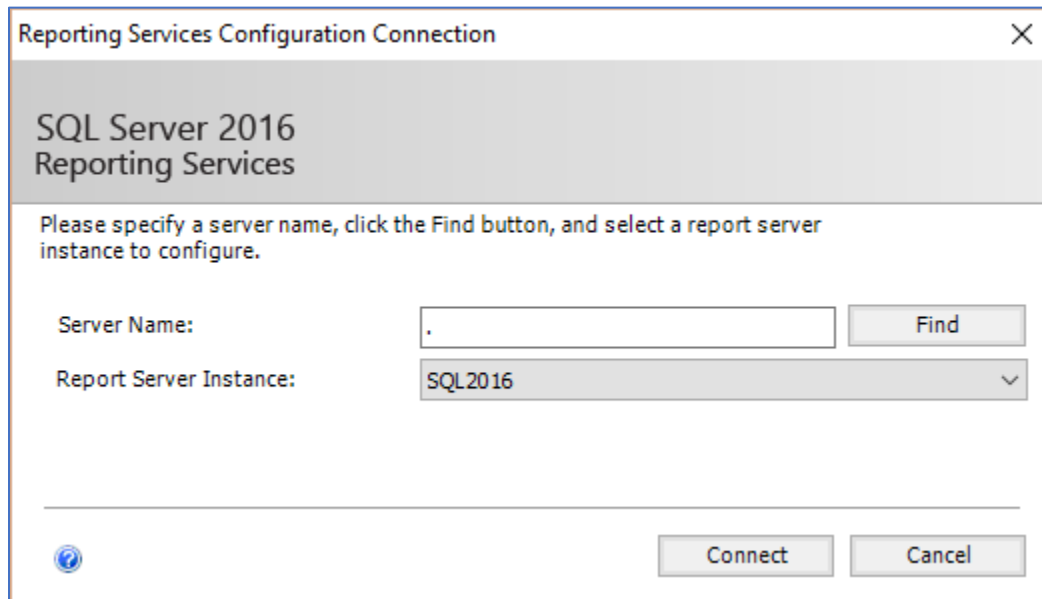 Reporting Services Configuration Connection
SQL Server 2016
Reporting Services
Please specify a server name, click the Find button, and select a report server
instance to configure.
Server Name:
.
Find
Report Server Instance:
SQL2016
?
Connect
Cancel